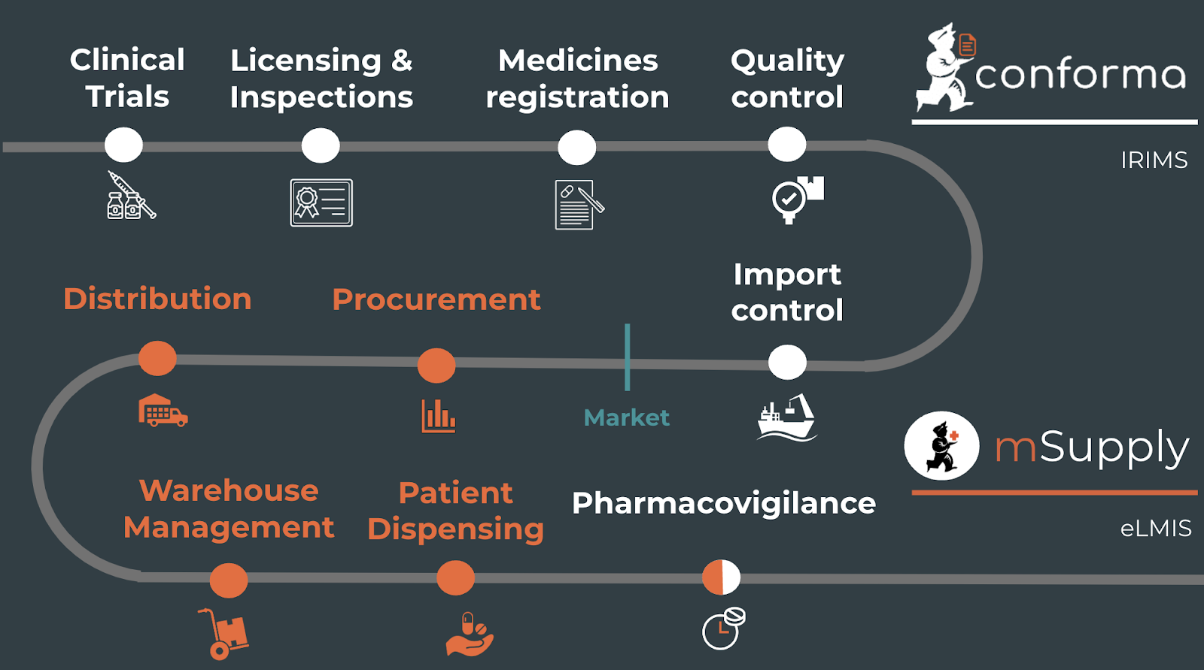 Clinical
Trials
Licensing &
Inspections
Medicines
registration
Quality
control
conforma
IRIMS
Distribution
Procurement
Import
control
Market
mSupply
Warehouse
Management
Patient
Dispensing
Pharmacovigilance
eLMIS